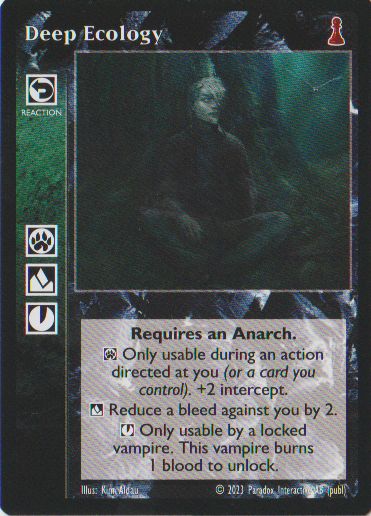 Deep Ecology
REACTION
Requires an Anarch.
Only usable during an action
directed at you (or a card you
control). +2 intercept.
Reduce a bleed against you by 2.
Only usable by a locked
vampire. This vampire burns
1 blood to unlock.
Illus: Kim Aldau © 2023 Paradox Interactive AB (publ)